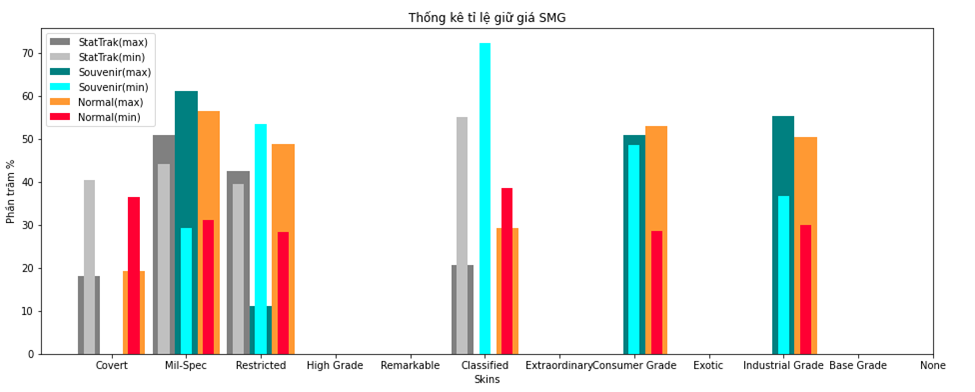 Thống kê tỉ lệ giữ giá SMG
StatTrak(max)
StatTrak(min)
Souvenir(max)
Souvenir(min)
Normal(max)
Normal(min)
Phần trăm %
70
60
50
40
30
20
10
0
Covert Mil-Spec Restricted High Grade Remarkable Classified Extraordinary Consumer Grade Exotic Industrial Grade Base Grade None
Skins